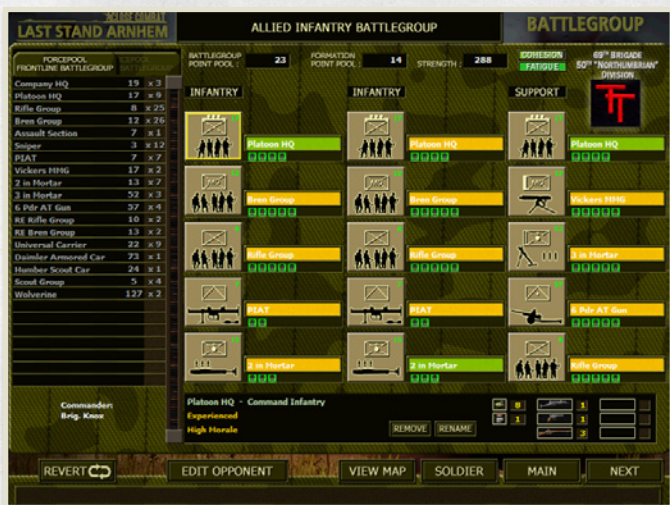 CLOSE COMBAT
LAST STAND ARNHEM
ALLIED INFANTRY BATTLEGROUP
BATTLEGROUP
FORCEPOOL
FRONTLINE BATTLEGROUP
BATTLEGROUP POINT POOL : 23
FORMATION POINT POOL : 14
STRENGTH : 288
COHESION
FATIGUE
69TH BRIGADE
50TH "NORTHUMBRIAN"
DIVISION
INFANTRY
INFANTRY
SUPPORT
Company HQ 19 x 3
Platoon HQ 17 x 9
Rifle Group 8 x 25
Bren Group 12 x 26
Assault Section 7 x 1
Sniper 3 x 12
PIAT 7 x 7
Vickers MMG 17 x 2
2 in Mortar 13 x 7
3 in Mortar 52 x 3
6 Pdr AT Gun 37 x 4
RE Rifle Group 10 x 2
RE Bren Group 13 x 2
Universal Carrier 22 x 9
Daimler Armored Car 73 x 1
Humber Scout Car 24 x 1
Scout Group 5 x 4
Wolverine 127 x 2
Platoon HQ
Platoon HQ
Platoon HQ
Bren Group
Bren Group
Vickers MMG
Rifle Group
Rifle Group
3 in Mortar
PIAT
PIAT
6 Pdr AT Gun
2 in Mortar
2 in Mortar
Rifle Group
Commander:
Brig. Knox
Platoon HQ - Command Infantry
Experienced
High Morale
REMOVE
RENAME
8 1
1 1
3
REVERT
EDIT OPPONENT
VIEW MAP
SOLDIER
MAIN
NEXT